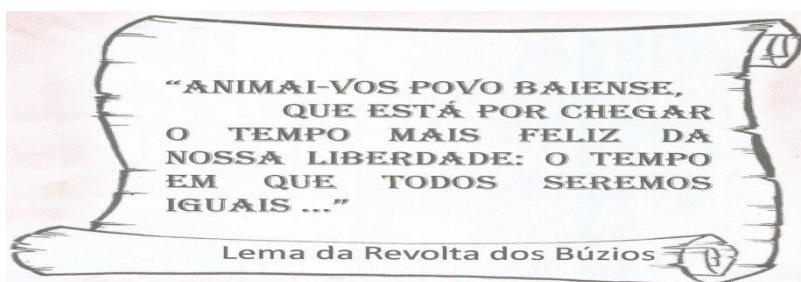 “ANIMAI-VOS POVO BAIENSE,
QUE ESTÁ POR CHEGAR
O TEMPO MAIS FELIZ DA
NOSSA LIBERDADE: O TEMPO
EM QUE TODOS SEREMOS
IGUAIS ...”
Lema da Revolta dos Búzios